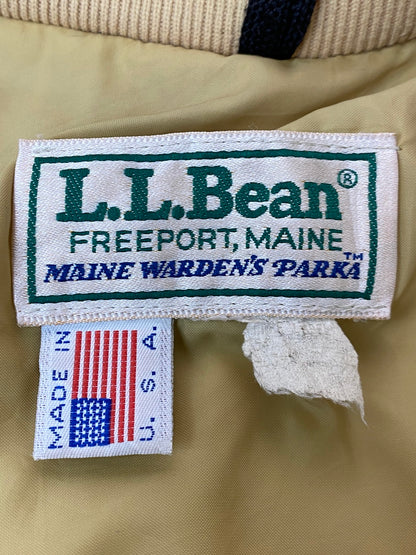 L.L.Bean®
FREEPORT, MAINE
MAINE WARDEN'S PARKA™
MADE IN
U.S.A.